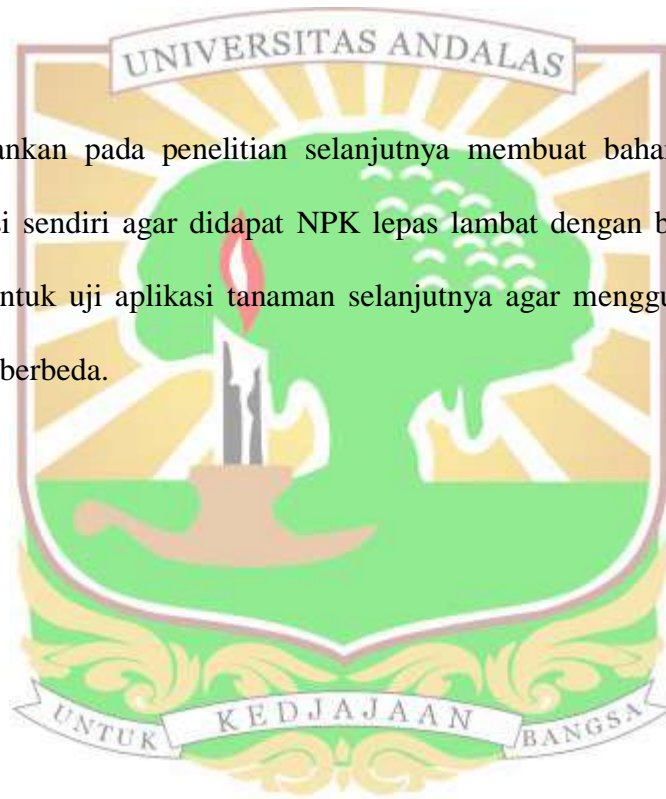 UNIVERSITAS ANDALAS
ankan pada penelitian selanjutnya membuat bahan
si sendiri agar didapat NPK lepas lambat dengan b
ntuk uji aplikasi tanaman selanjutnya agar menggu
berbeda.
UNTUK KEDJAJAAN BANGSA